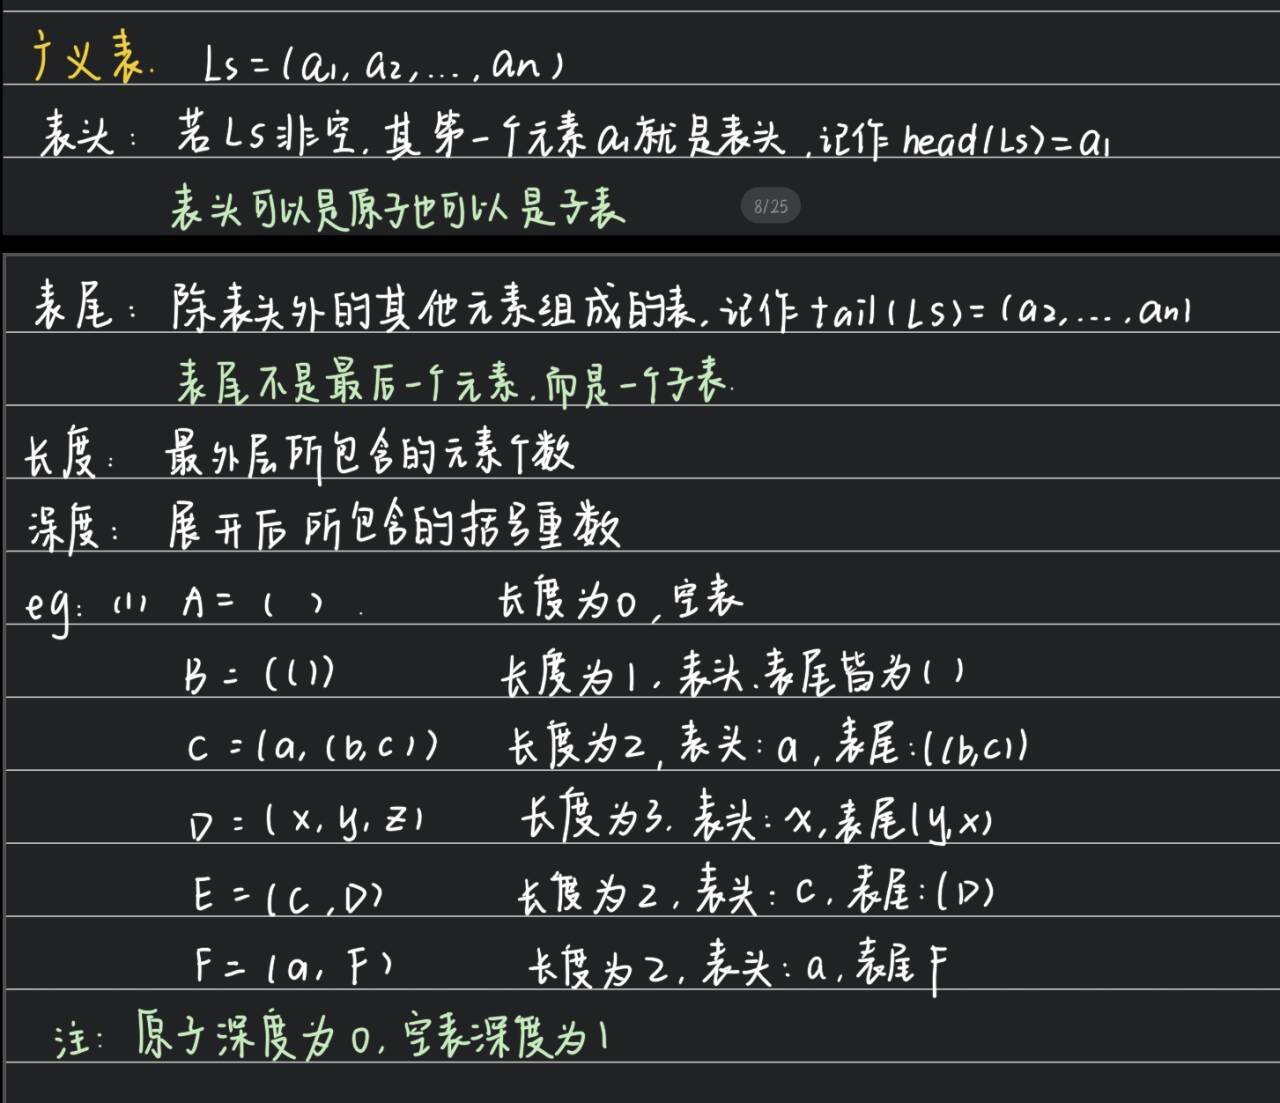 广义表. Ls=(a1,a2,...,an)
表头: 若LS非空.其第一个元素a1就是表头,记作head(Ls)=a1
表头可以是原子也可以是子表
8/25
表尾: 除表头外的其他元素组成的表.记作tail(LS)=(a2,...,an)
表尾不是最后一个元素.而是一个子表.
长度: 最外层所包含的元素个数
深度: 展开后所包含的括号重数
eg: (1) A=( ). 长度为0,空表
B=(()) 长度为1.表头.表尾皆为()
C=(a,(b,c)) 长度为2,表头:a,表尾:((b,c))
D=(x,y,z) 长度为3.表头:x,表尾(y,x)
E=(C,D) 长度为2,表头:C,表尾:(D)
F=(a,F) 长度为2,表头:a,表尾F
注: 原子深度为0,空表深度为1